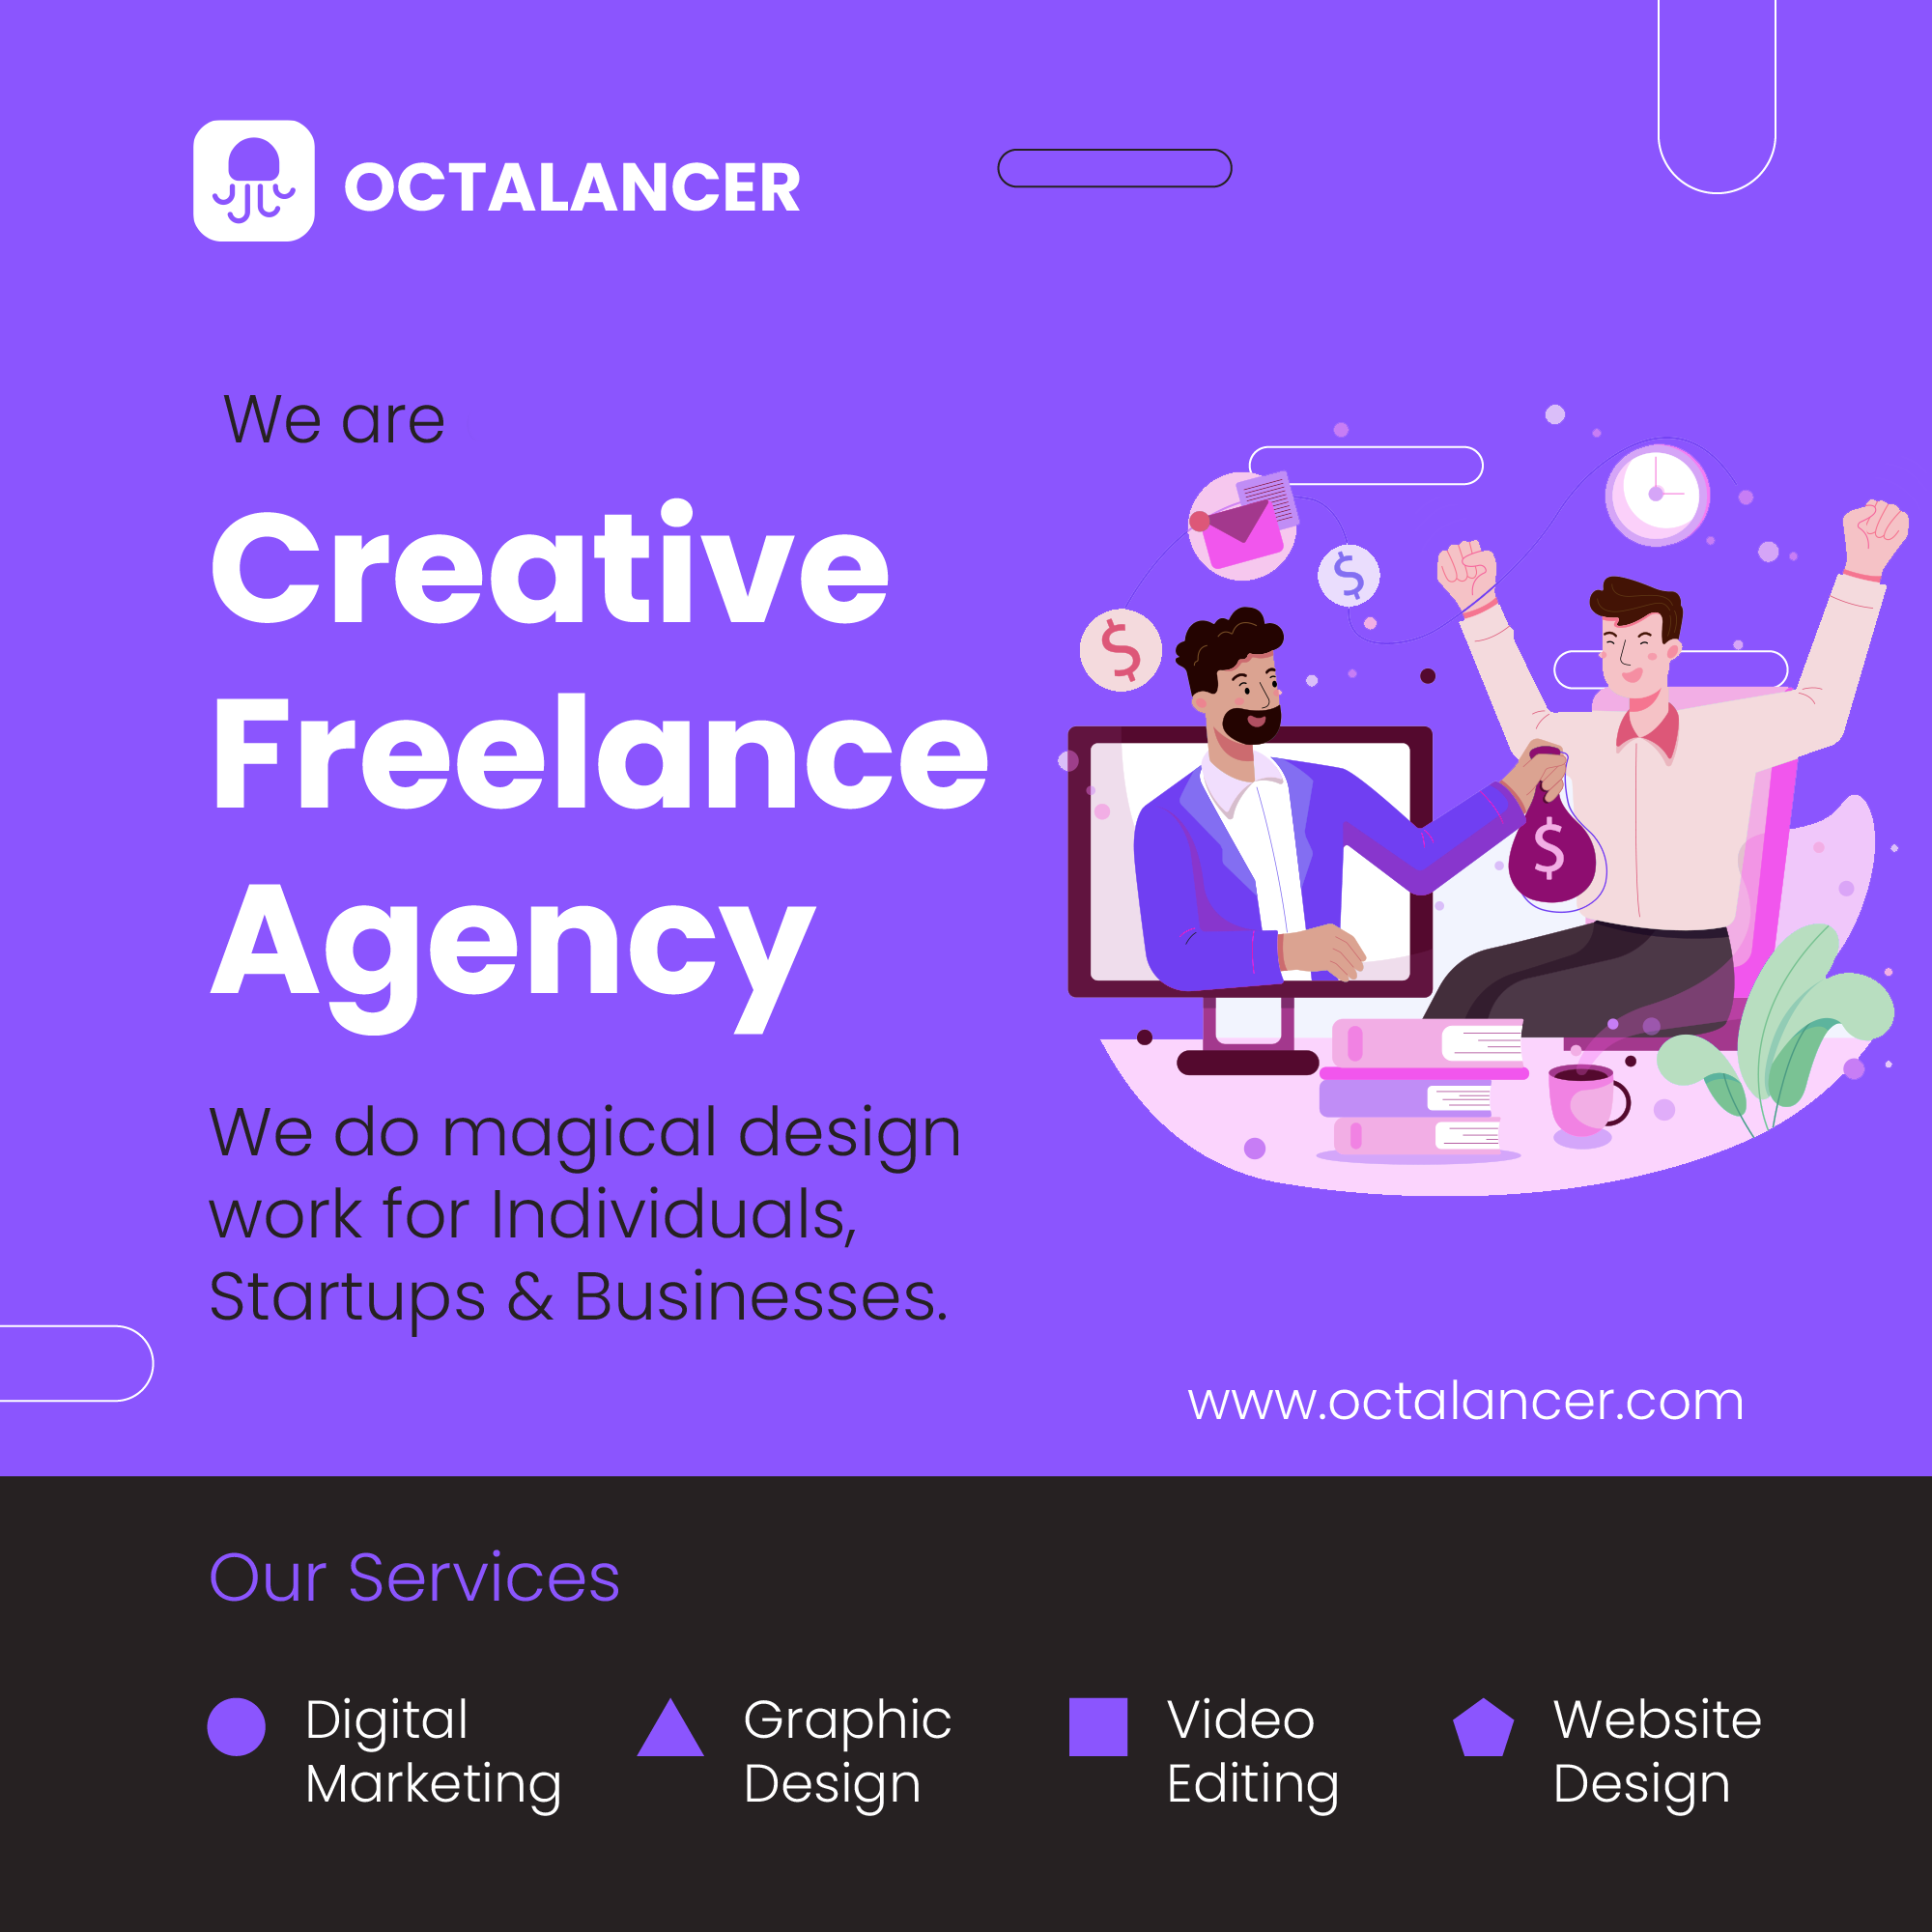 OCTALANCER
We are
Creative
Freelance
Agency
We do magical design
work for Individuals,
Startups & Businesses.
$
$
$
www.octalancer.com
Our Services
Digital
Marketing
Graphic
Design
Video
Editing
Website
Design